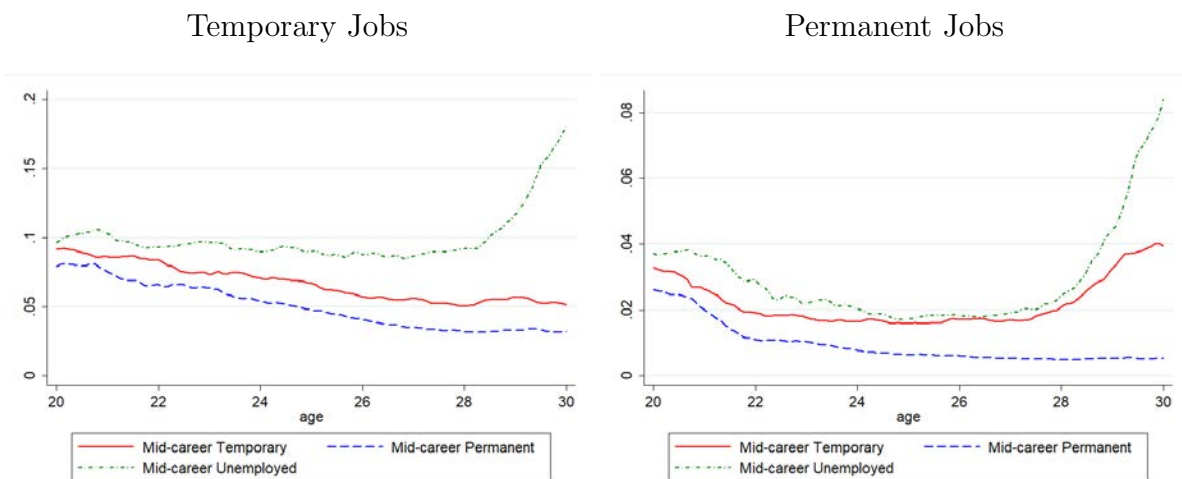 Temporary Jobs
.2
.15
.1
.05
0
20 22 24 26 28 30
age
Mid-career Temporary Mid-career Permanent
Mid-career Unemployed
Permanent Jobs
.08
.06
.04
.02
0
20 22 24 26 28 30
age
Mid-career Temporary Mid-career Permanent
Mid-career Unemployed